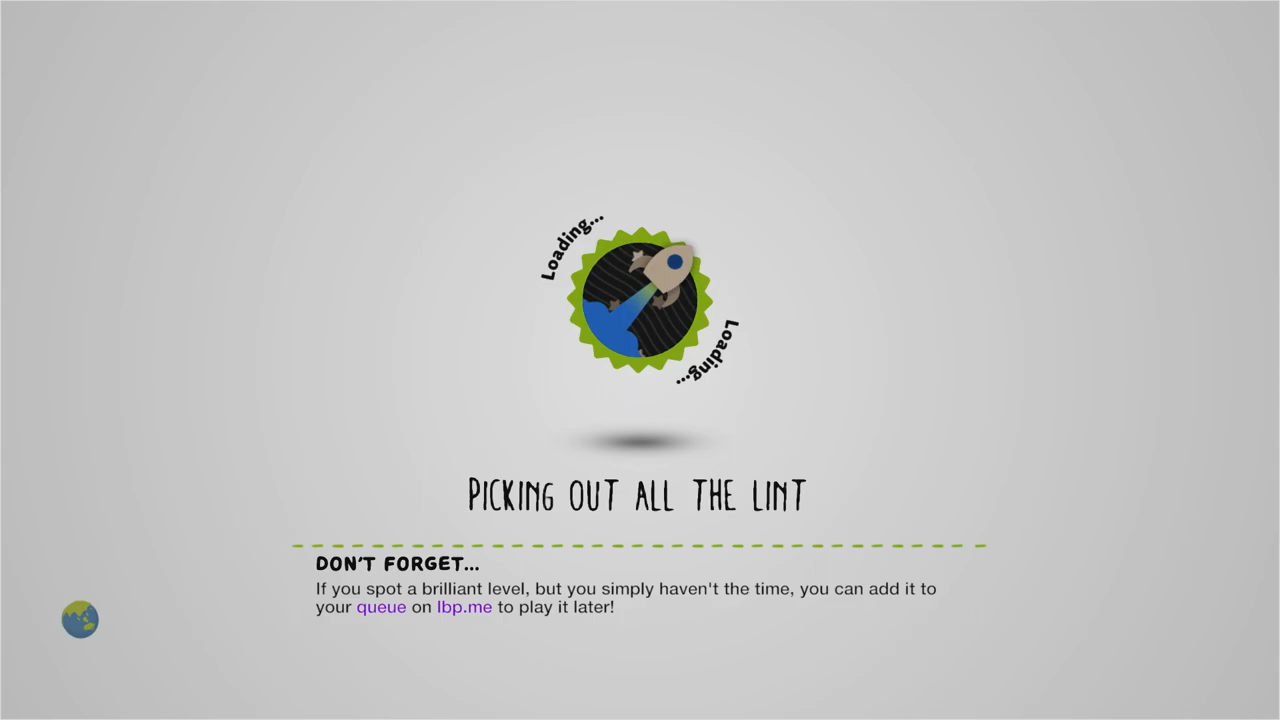 Loading...
Loading...
PICKING OUT ALL THE LINT
DON'T FORGET...
If you spot a brilliant level, but you simply haven't the time, you can add it to
your queue on lbp.me to play it later!